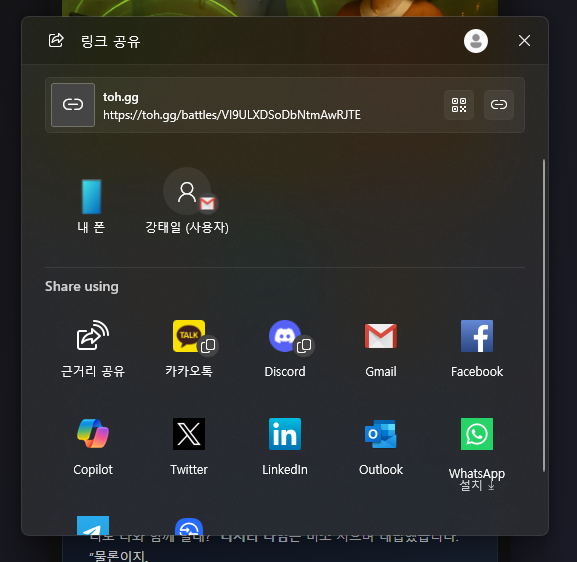 링크 공유
toh.gg
https://toh.gg/battles/VI9ULXDSoDbNtmAwRJTE
내 폰
강태일 (사용자)
Share using
근거리 공유
TALK
카카오톡
Discord
Gmail
Facebook
Copilot
Twitter
LinkedIn
Outlook
WhatsApp
설치
"물론이지.